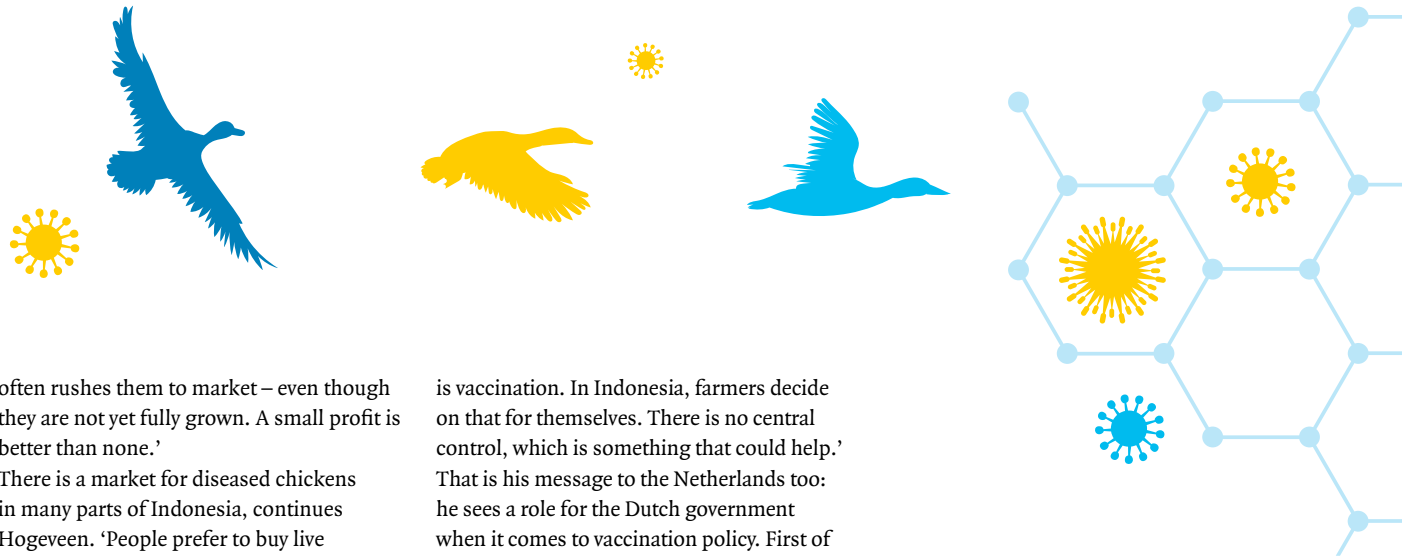 often rushes them to market – even though
they are not yet fully grown. A small profit is
better than none.’
There is a market for diseased chickens
in many parts of Indonesia, continues
Hogeveen. ‘People prefer to buy live
is vaccination. In Indonesia, farmers decide
on that for themselves. There is no central
control, which is something that could help.’
That is his message to the Netherlands too:
he sees a role for the Dutch government
when it comes to vaccination policy. First of